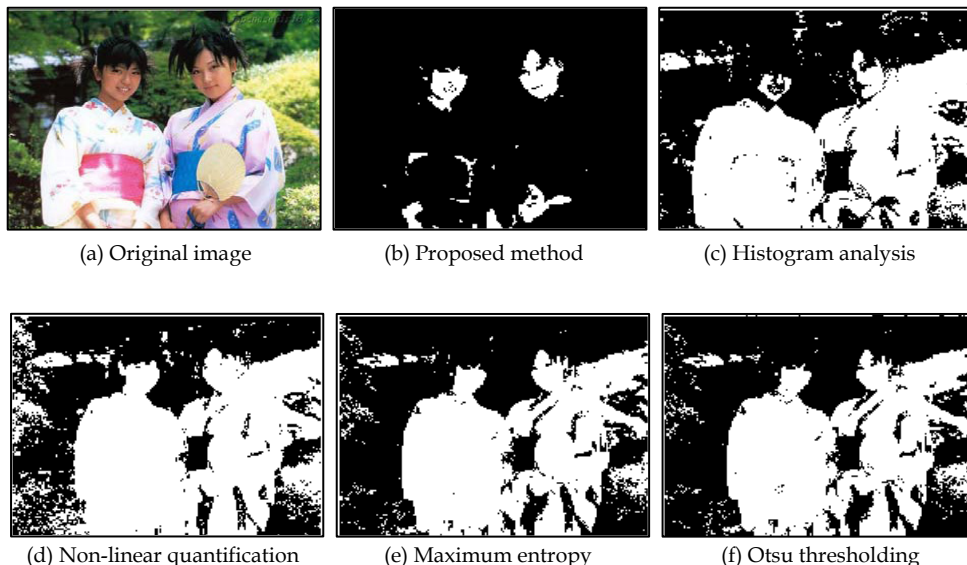 (a) Original image
(b) Proposed method
(c) Histogram analysis
(d) Non-linear quantification
(e) Maximum entropy
(f) Otsu thresholding